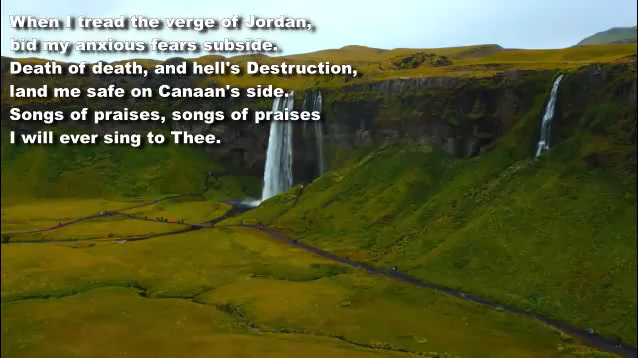 When I tread the verge of Jordan,
bid my anxious fears subside.
Death of death, and hell's Destruction,
land me safe on Canaan's side.
Songs of praises, songs of praises
I will ever sing to Thee.